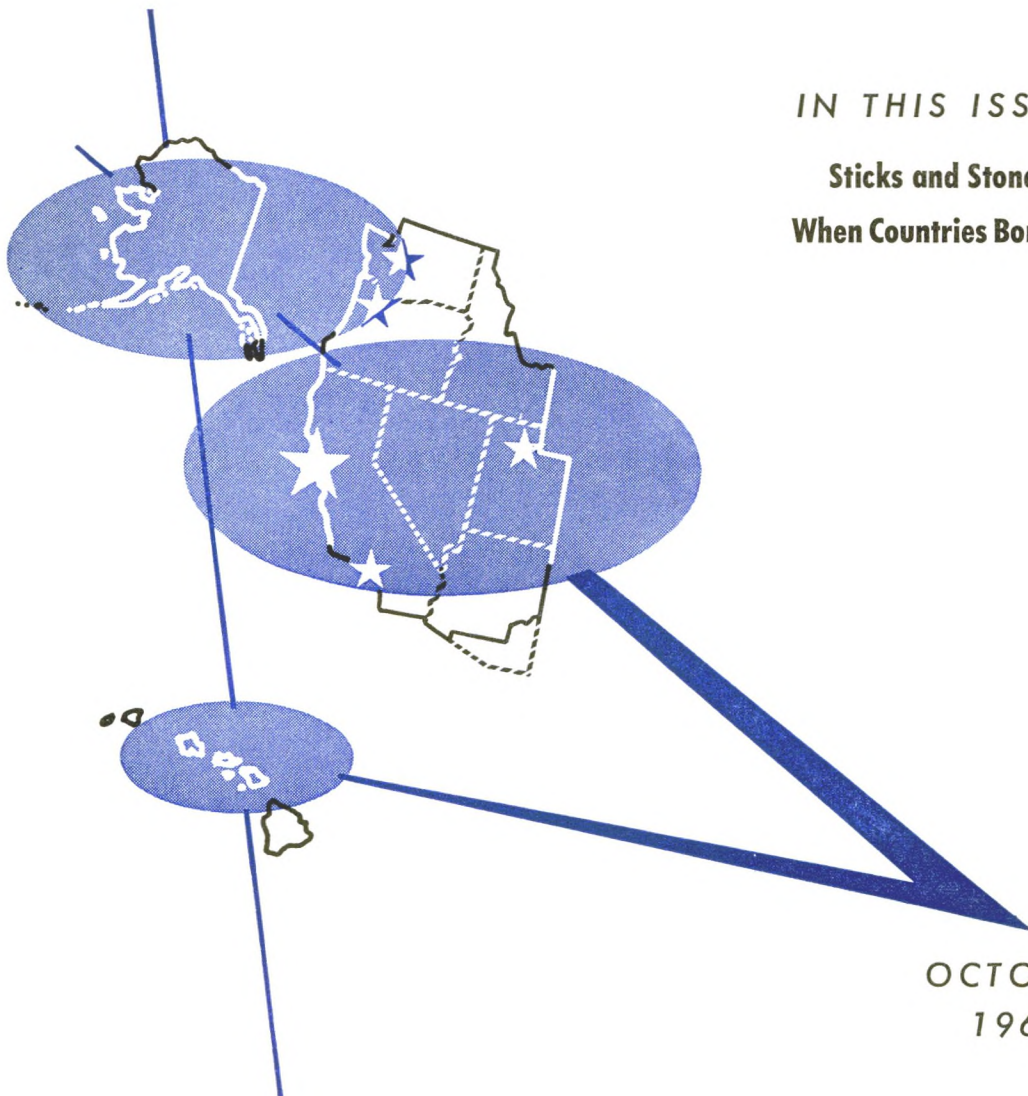 IN THIS ISS
Sticks and Stone
When Countries Bor
OCTO
196